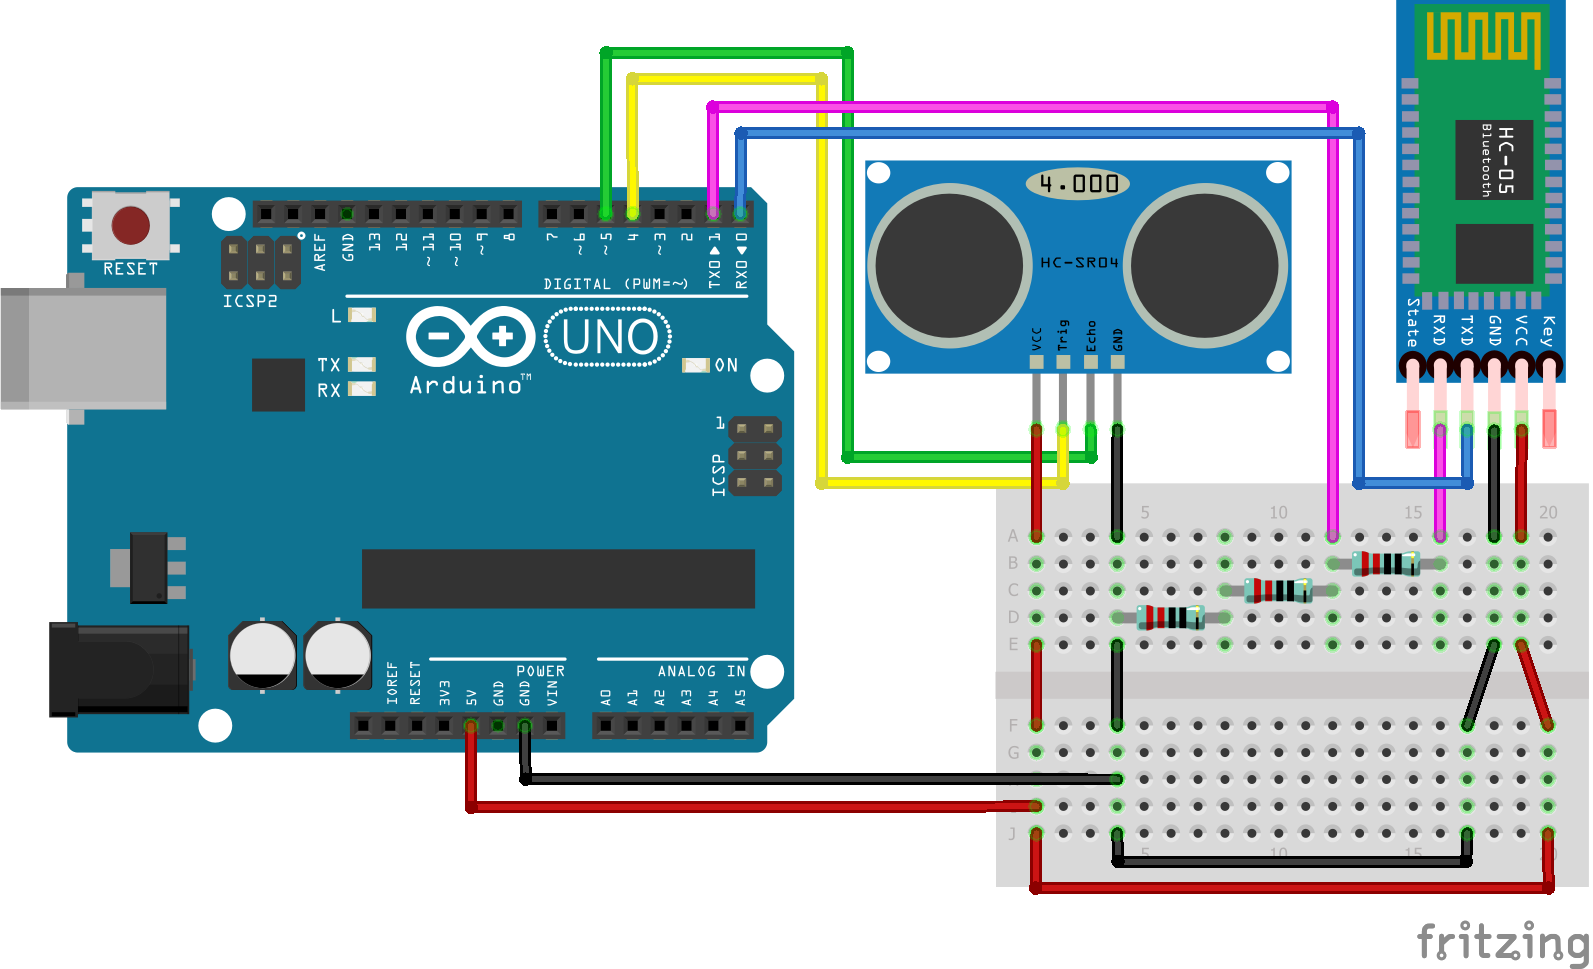 RESET
ICSP2
AREF
GND
13
12
~11
~10
~9
8
7
~6
~5
4
~3
2
TX0▶1
RX0◀0
DIGITAL (PWM=~)
L
TX
RX
UNO
Arduino™
ON
1
ICSP
POWER
ANALOG IN
IOREF
RESET
3V3
5V
GND
GND
VIN
A0
A1
A2
A3
A4
A5
4.000
HC-SR04
VCC
Trig
Echo
GND
HC-05
Bluetooth
State
RXD
TXD
GND
VCC
Key
5
10
15
20
A
B
C
D
E
F
G
J
5
10
15
20
fritzing